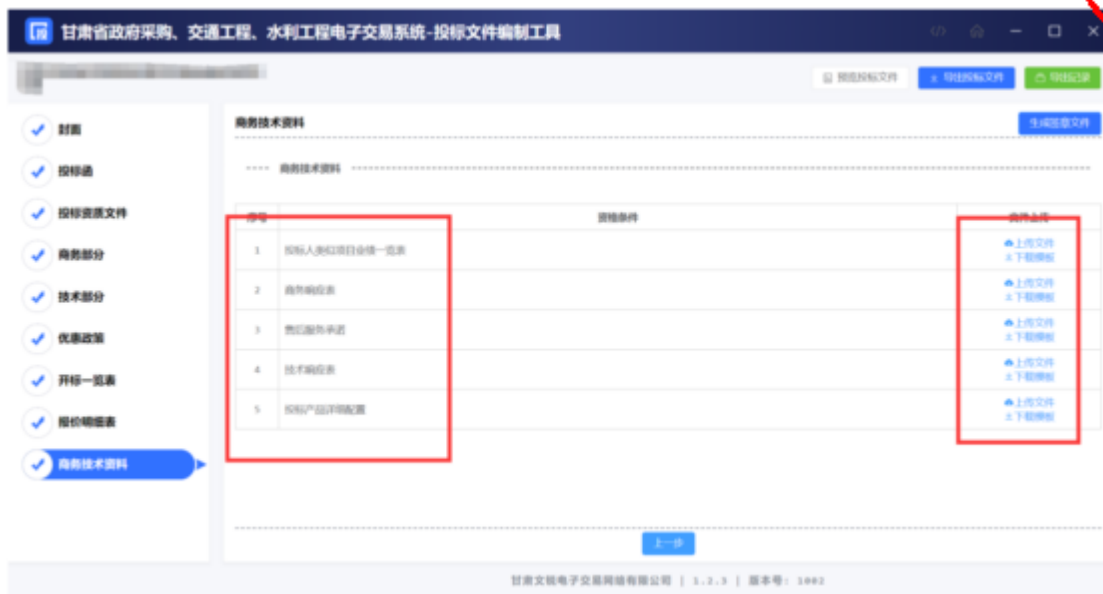 甘肃省政府采购、交通工程、水利工程电子交易系统-投标文件编制工具
预览投标文件
导出投标文件
导出记录
封面
投标函
投标资质文件
商务部分
技术部分
优惠政策
开标一览表
报价明细表
商务技术资料
商务技术资料
生成签章文件
商务技术资料
序号 资格条件 文件上传
1 投标人类似项目业绩一览表 上传文件
下载模板
2 商务响应表 上传文件
下载模板
3 售后服务承诺 上传文件
下载模板
4 技术响应表 上传文件
下载模板
5 投标产品详细配置 上传文件
下载模板
上一步
甘肃文锐电子交易网络有限公司 | 1.2.3 | 版本号: 1002